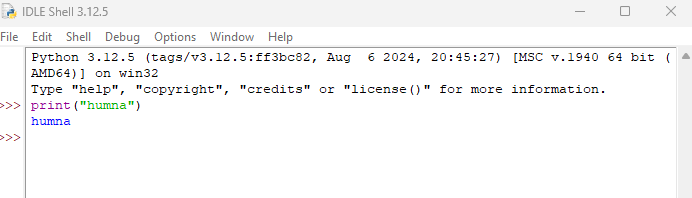 IDLE Shell 3.12.5
File Edit Shell Debug Options Window Help
Python 3.12.5 (tags/v3.12.5:ff3bc82, Aug  6 2024, 20:45:27) [MSC v.1940 64 bit (
AMD64)] on win32
Type "help", "copyright", "credits" or "license()" for more information.
>>> print("humna")
humna
>>>